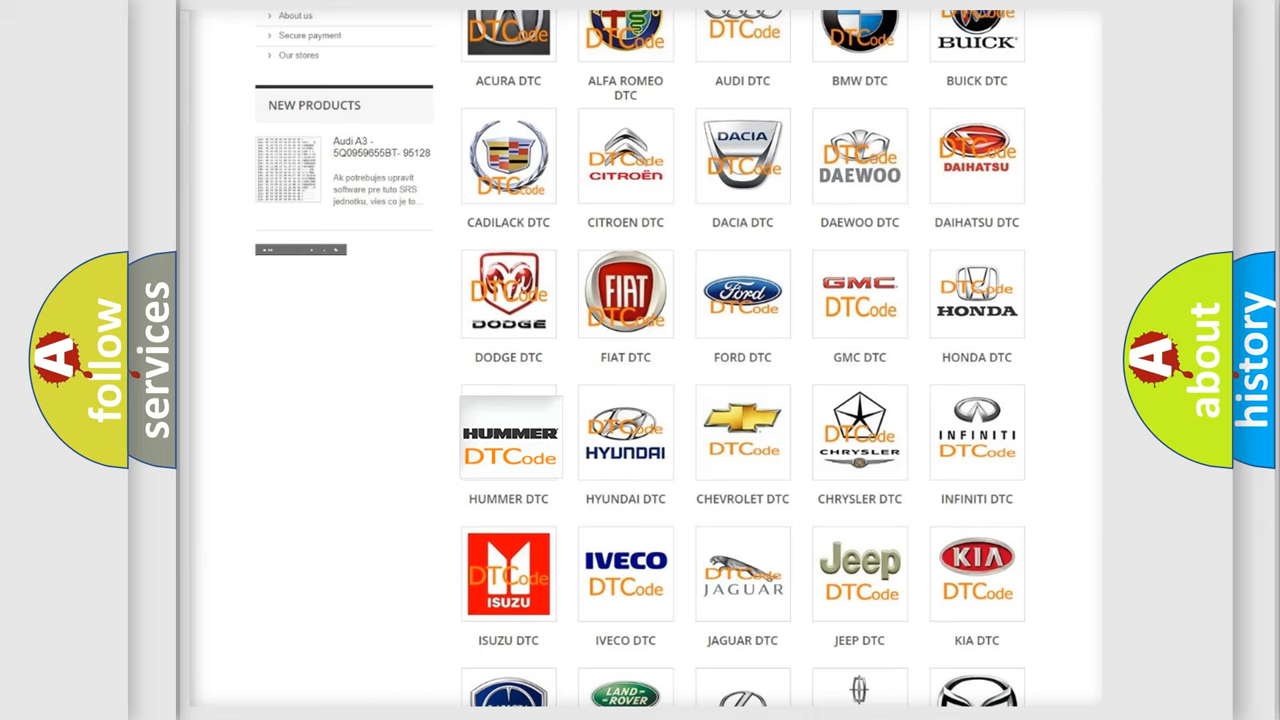 About us
Secure payment
Our stores
NEW PRODUCTS
Audi A3 -
5Q0959655BT- 95128
Ak potrebujes upravit
software pre tuto SRS
jednotku, vies co je to...
DTCode
DTCode
DTCode
DTCode
BUICK
ACURA DTC
ALFA ROMEO
DTC
AUDI DTC
BMW DTC
BUICK DTC
DTCode
DTCode
CITROËN
DACIA
DTCode
DTCode
DAEWOO
DTCode
DAIHATSU
CADILACK DTC
CITROEN DTC
DACIA DTC
DAEWOO DTC
DAIHATSU DTC
DTCode
DODGE
FIAT
DTCode
Ford
DTCode
GMC
DTCode
DTCode
HONDA
DODGE DTC
FIAT DTC
FORD DTC
GMC DTC
HONDA DTC
HUMMER
DTCode
DTCode
HYUNDAI
DTCode
DTCode
CHRYSLER
INFINITI
DTCode
HUMMER DTC
HYUNDAI DTC
CHEVROLET DTC
CHRYSLER DTC
INFINITI DTC
DTCode
ISUZU
IVECO
DTCode
DTCode
JAGUAR
Jeep
DTCode
KIA
DTCode
ISUZU DTC
IVECO DTC
JAGUAR DTC
JEEP DTC
KIA DTC
LAND-
ROVER
A
follow
services
A
about
history